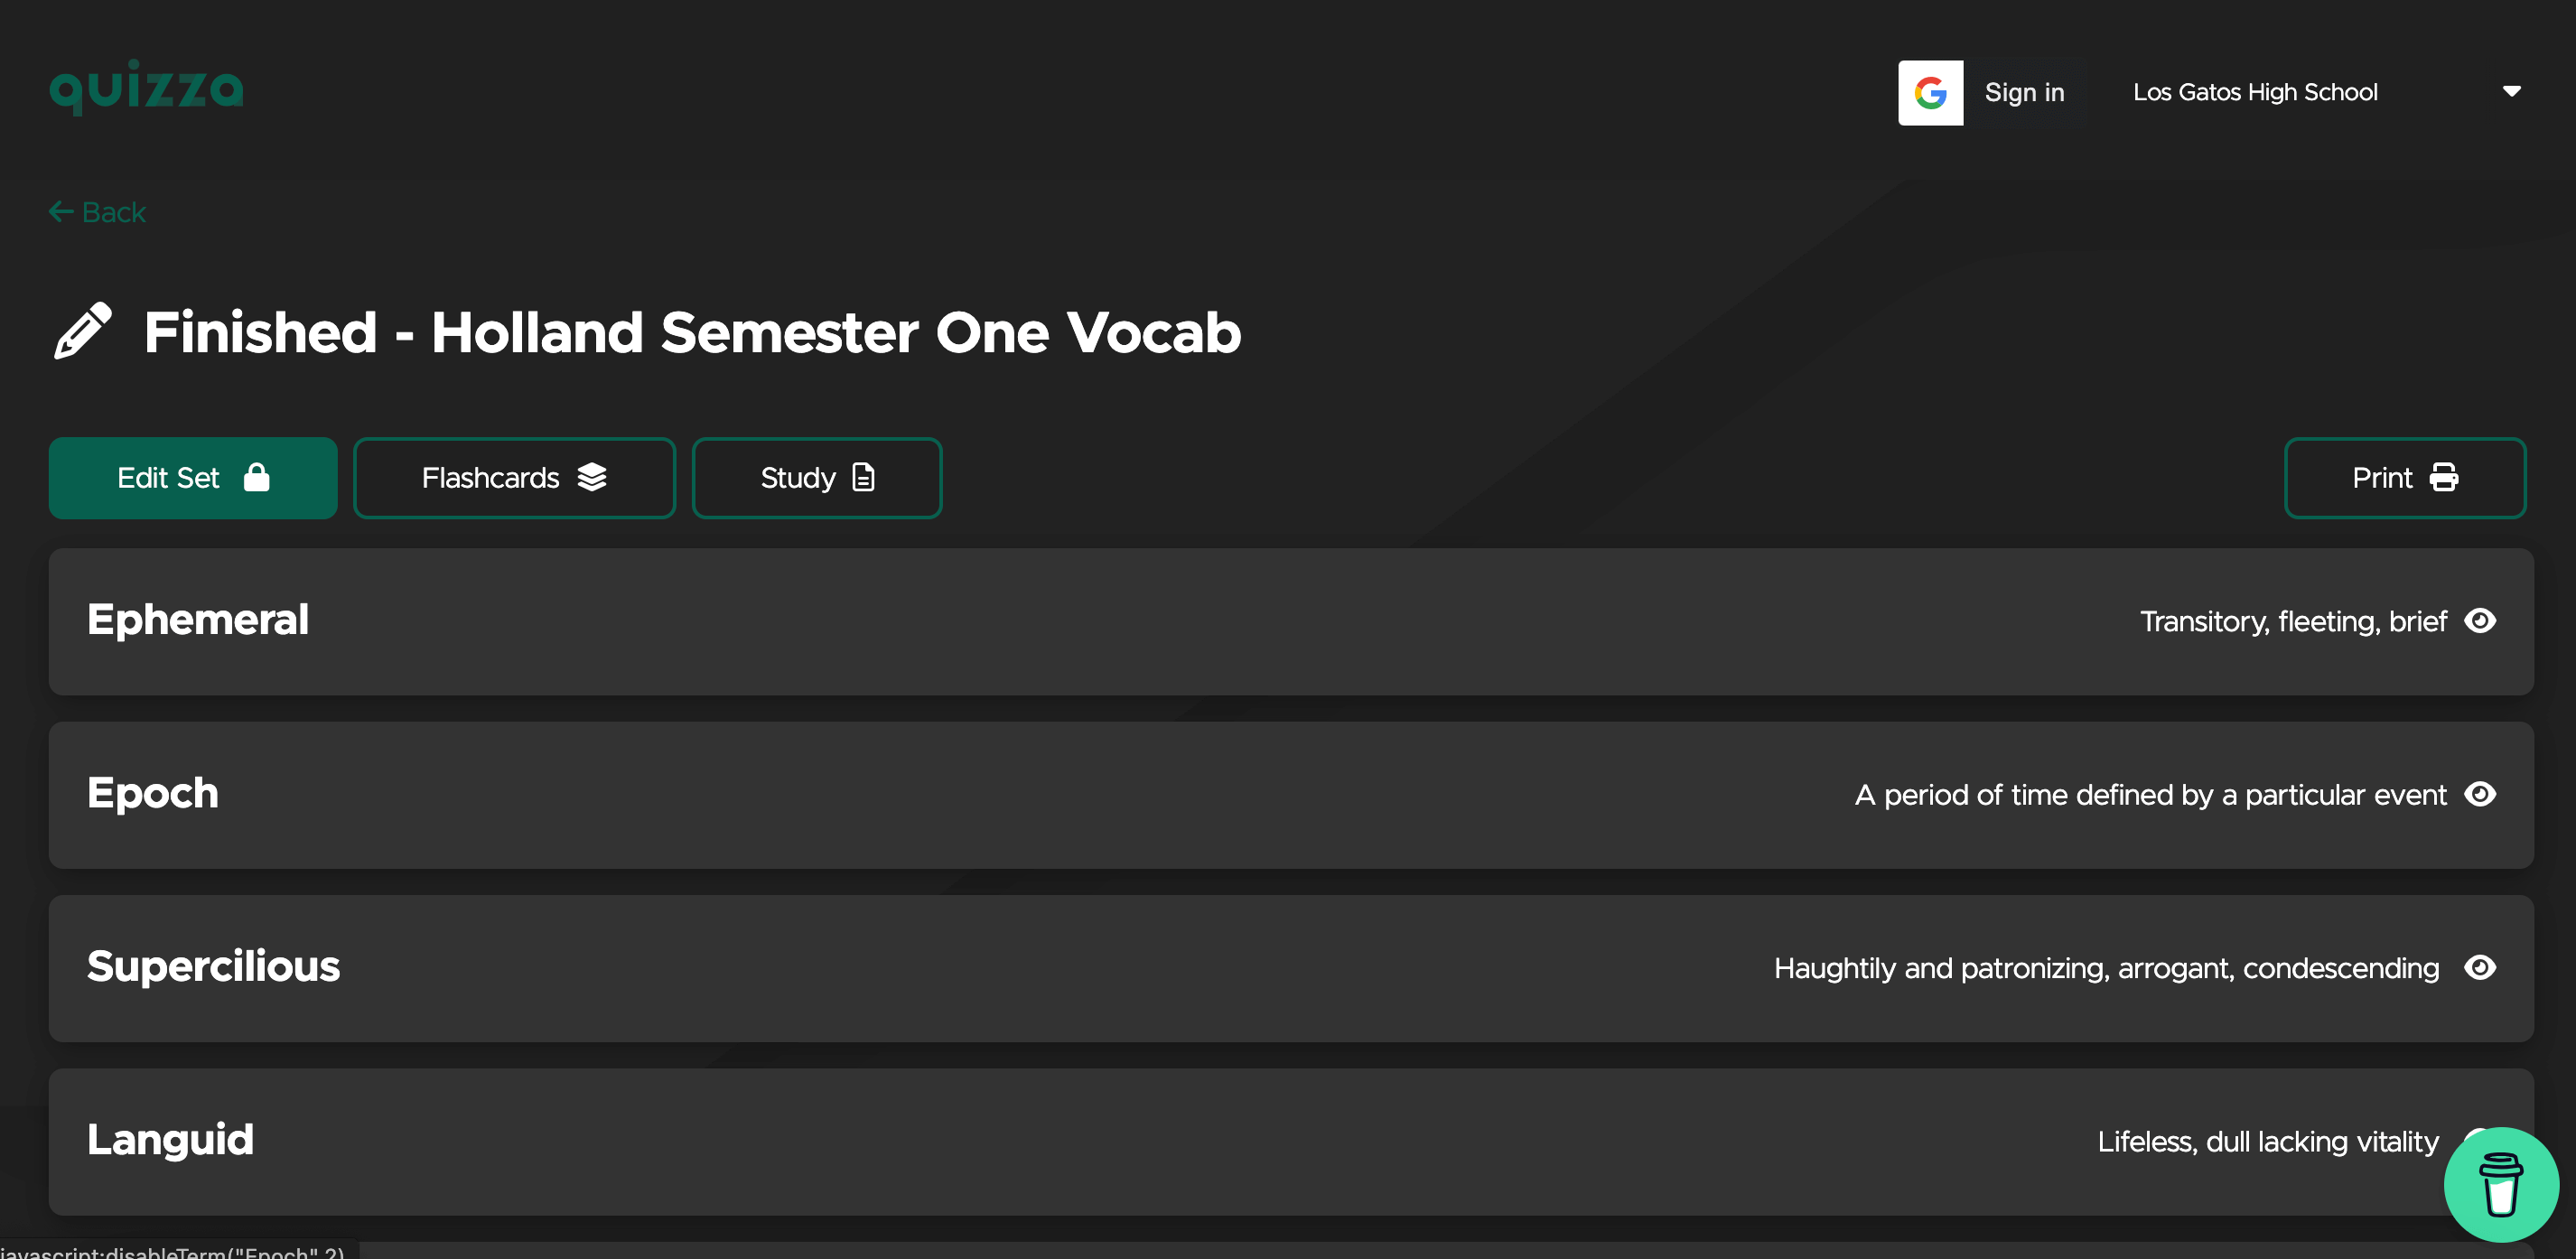 quizza
Sign in
Los Gatos High School
Back
Finished - Holland Semester One Vocab
Edit Set
Flashcards
Study
Print
Ephemeral
Transitory, fleeting, brief
Epoch
A period of time defined by a particular event
Supercilious
Haughtily and patronizing, arrogant, condescending
Languid
Lifeless, dull lacking vitality
javascript:disableTerm("Epoch",2)